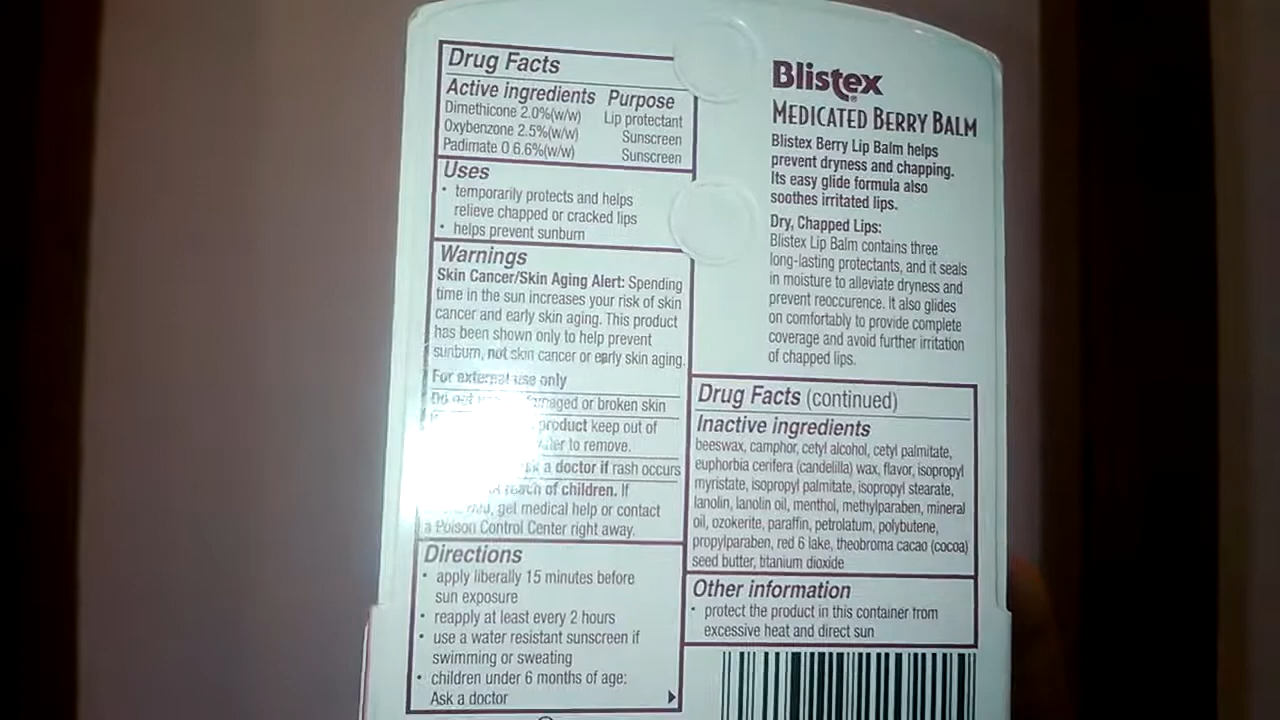 Drug Facts
Active ingredients Purpose
Dimethicone 2.0%(w/w) Lip protectant
Oxybenzone 2.5%(w/w) Sunscreen
Padimate O 6.6%(w/w) Sunscreen
Uses
• temporarily protects and helps
relieve chapped or cracked lips
• helps prevent sunburn
Warnings
Skin Cancer/Skin Aging Alert: Spending
time in the sun increases your risk of skin
cancer and early skin aging. This product
has been shown only to help prevent
sunburn, not skin cancer or early skin aging.
For external use only
Do not damaged or broken skin
product keep out of
water to remove.
a doctor if rash occurs
reach of children. If
get medical help or contact
a Poison Control Center right away.
Directions
• apply liberally 15 minutes before
sun exposure
• reapply at least every 2 hours
• use a water resistant sunscreen if
swimming or sweating
• children under 6 months of age:
Ask a doctor
Blistex®
MEDICATED BERRY BALM
Blistex Berry Lip Balm helps
prevent dryness and chapping.
Its easy glide formula also
soothes irritated lips.
Dry, Chapped Lips:
Blistex Lip Balm contains three
long-lasting protectants, and it seals
in moisture to alleviate dryness and
prevent reoccurence. It also glides
on comfortably to provide complete
coverage and avoid further irritation
of chapped lips.
Drug Facts (continued)
Inactive ingredients
beeswax, camphor, cetyl alcohol, cetyl palmitate,
euphorbia cerifera (candelilla) wax, flavor, isopropyl
myristate, isopropyl palmitate, isopropyl stearate,
lanolin, lanolin oil, menthol, methylparaben, mineral
oil, ozokerite, paraffin, petrolatum, polybutene,
propylparaben, red 6 lake, theobroma cacao (cocoa)
seed butter, titanium dioxide
Other information
• protect the product in this container from
excessive heat and direct sun